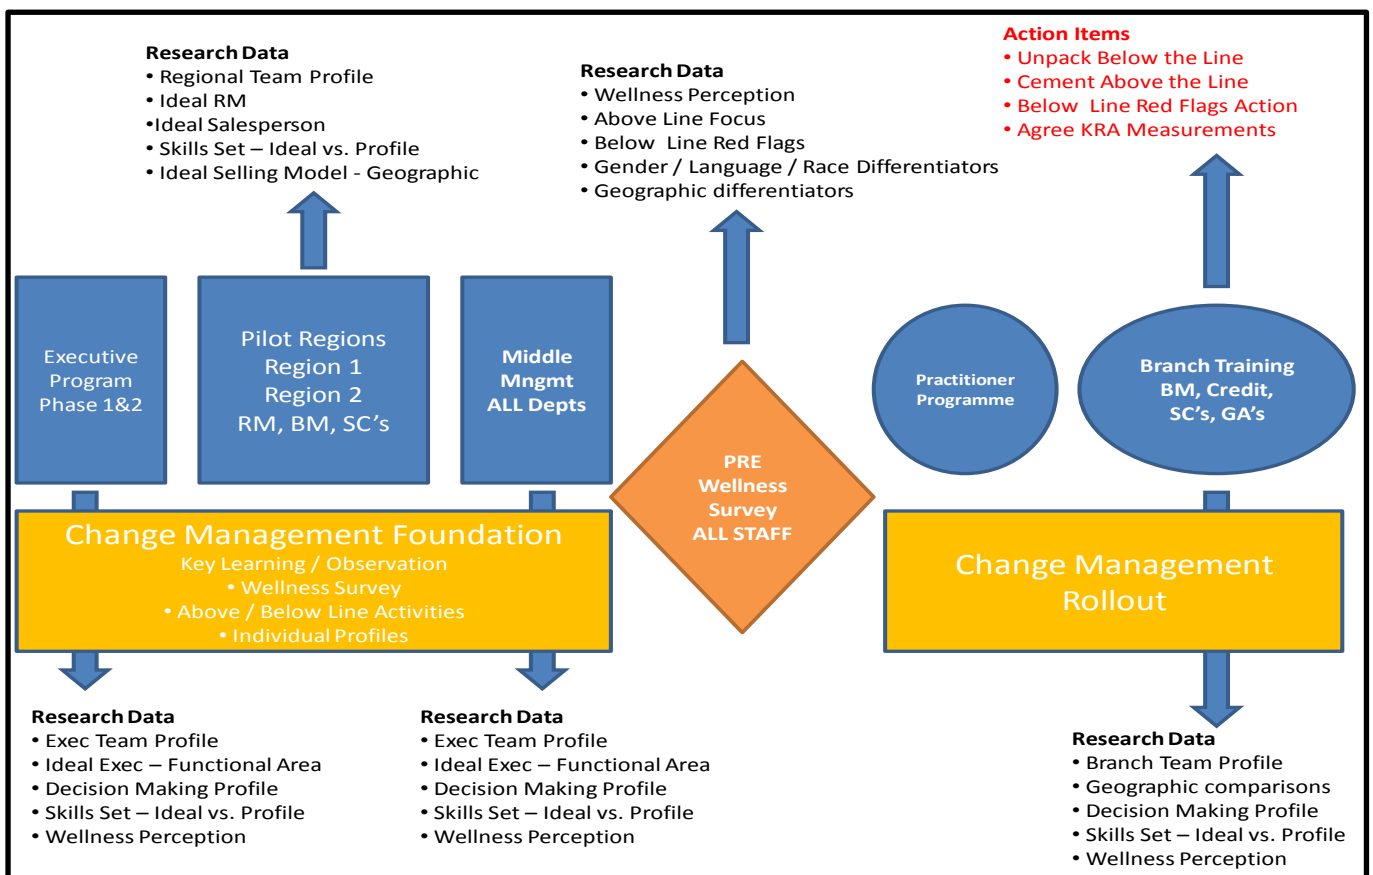 Research Data
• Regional Team Profile
• Ideal RM
•Ideal Salesperson
• Skills Set – Ideal vs. Profile
• Ideal Selling Model - Geographic
Research Data
• Wellness Perception
• Above Line Focus
• Below  Line Red Flags
• Gender / Language / Race Differentiators
• Geographic differentiators
Action Items
• Unpack Below the Line
• Cement Above the Line
• Below  Line Red Flags Action
• Agree KRA Measurements
Executive
Program
Phase 1&2
Pilot Regions
Region 1
Region 2
RM, BM, SC's
Middle
Mngmt
ALL Depts
PRE
Wellness
Survey
ALL STAFF
Practitioner
Programme
Branch Training
BM, Credit,
SC's, GA's
Change Management Foundation
Key Learning / Observation
• Wellness Survey
• Above / Below Line Activities
• Individual Profiles
Change Management
Rollout
Research Data
• Exec Team Profile
• Ideal Exec – Functional Area
• Decision Making Profile
• Skills Set – Ideal vs. Profile
• Wellness Perception
Research Data
• Exec Team Profile
• Ideal Exec – Functional Area
• Decision Making Profile
• Skills Set – Ideal vs. Profile
• Wellness Perception
Research Data
• Branch Team Profile
• Geographic comparisons
• Decision Making Profile
• Skills Set – Ideal vs. Profile
• Wellness Perception